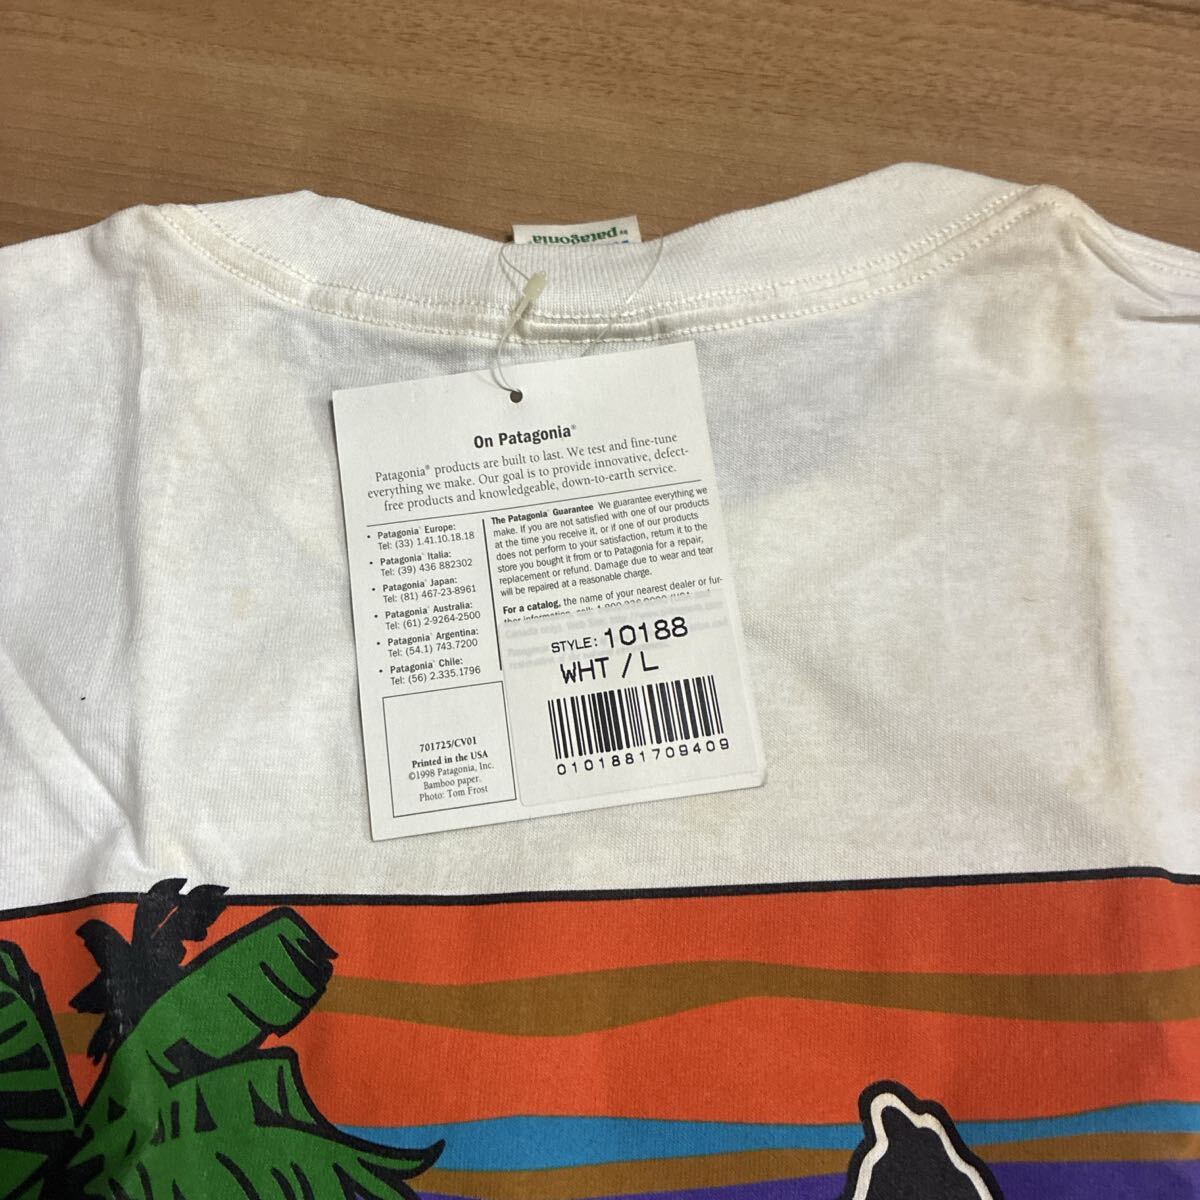 patagonia
On Patagonia®
Patagonia® products are built to last. We test and fine-tune
everything we make. Our goal is to provide innovative, defect-
free products and knowledgeable, down-to-earth service.
• Patagonia® Europe:
Tel: (33) 1.41.10.18.18
• Patagonia® Italia:
Tel: (39) 436 882302
• Patagonia® Japan:
Tel: (81) 467-23-8961
• Patagonia® Australia:
Tel: (61) 2-9264-2500
• Patagonia® Argentina:
Tel: (54.1) 743.7200
• Patagonia® Chile:
Tel: (56) 2.335.1796
The Patagonia® Guarantee We guarantee everything we
make. If you are not satisfied with one of our products
at the time you receive it, or if one of our products
does not perform to your satisfaction, return it to the
store you bought it from or to Patagonia for a repair,
replacement or refund. Damage due to wear and tear
will be repaired at a reasonable charge.
For a catalog, the name of your nearest dealer or fur-
ther information, call:
STYLE: 10188
WHT / L
0101881709409
701725/CV01
Printed in the USA
©1998 Patagonia, Inc.
Bamboo paper.
Photo: Tom Frost